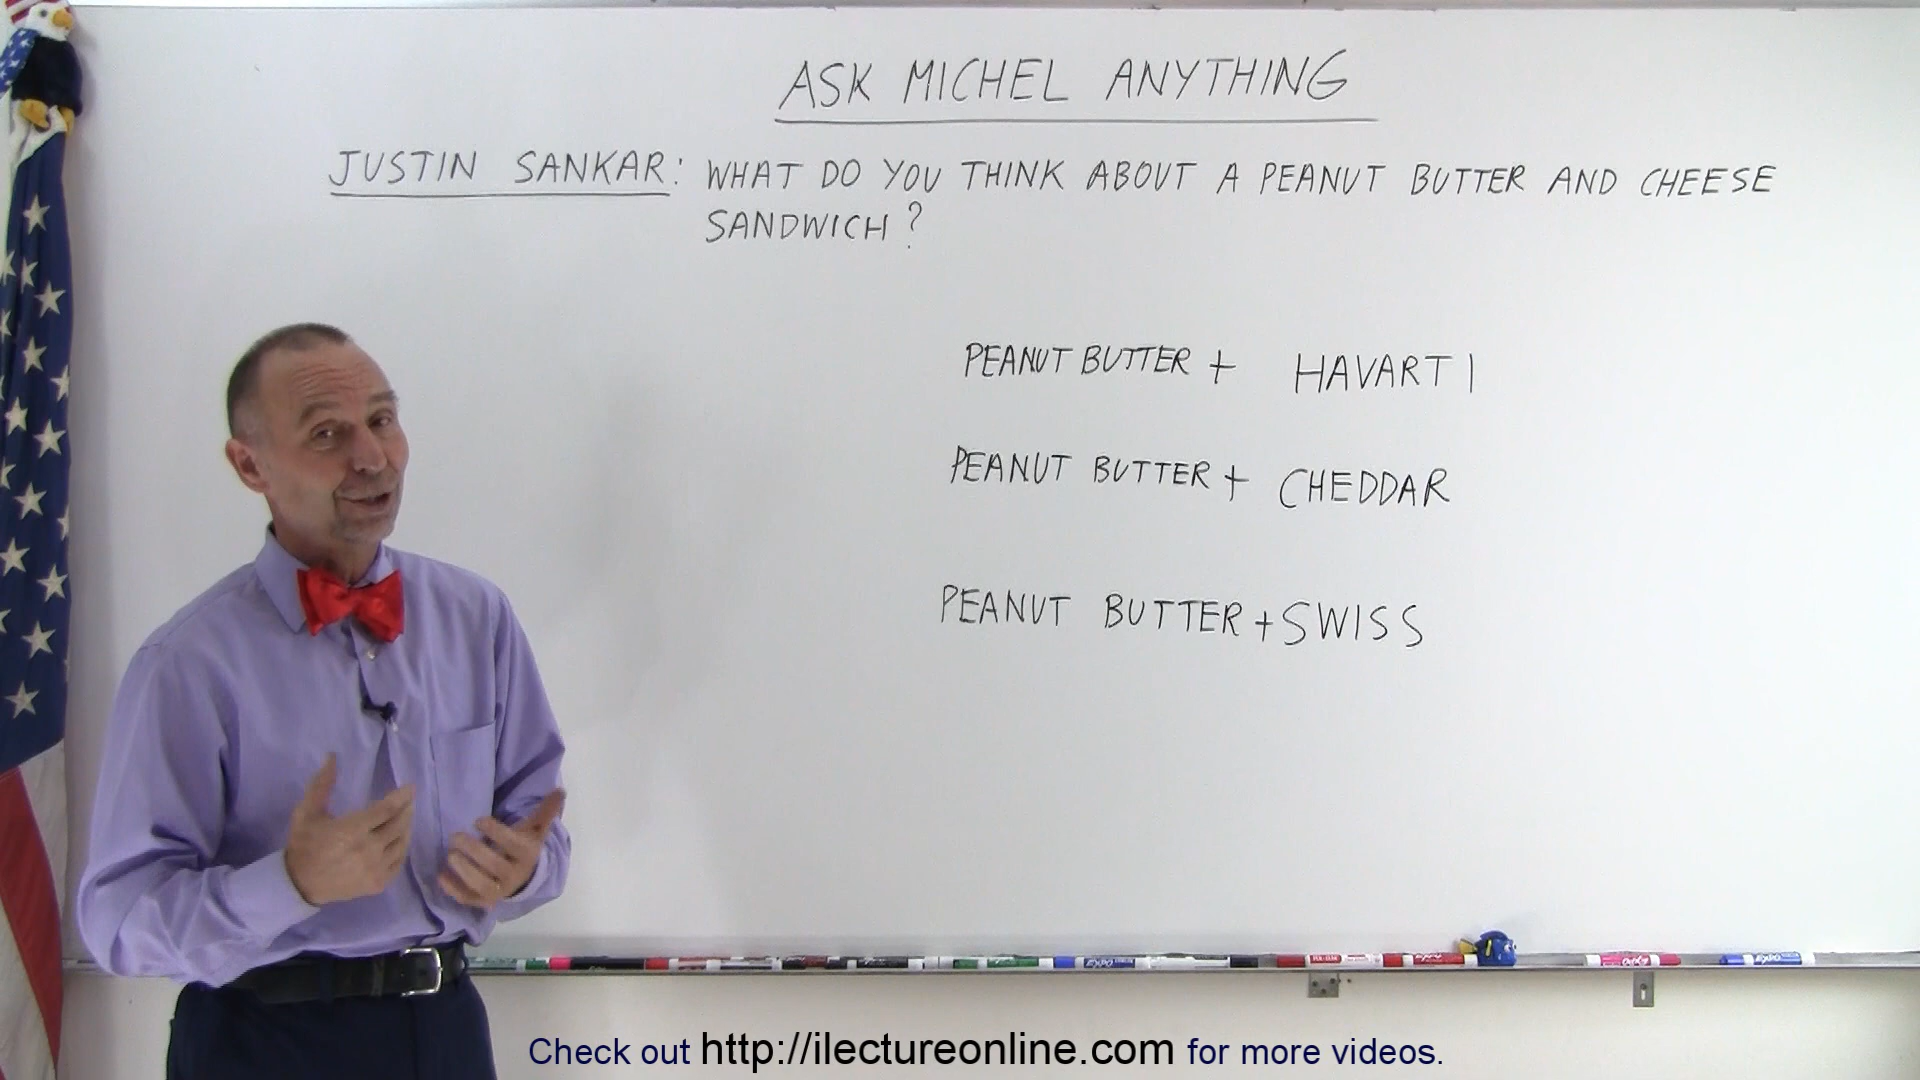 ASK MICHEL ANYTHING
JUSTIN SANKAR: WHAT DO YOU THINK ABOUT A PEANUT BUTTER AND CHEESE
SANDWICH?
PEANUT BUTTER + HAVARTI
PEANUT BUTTER + CHEDDAR
PEANUT BUTTER + SWISS
EXPO
Check out http://ilectureonline.com for more videos.